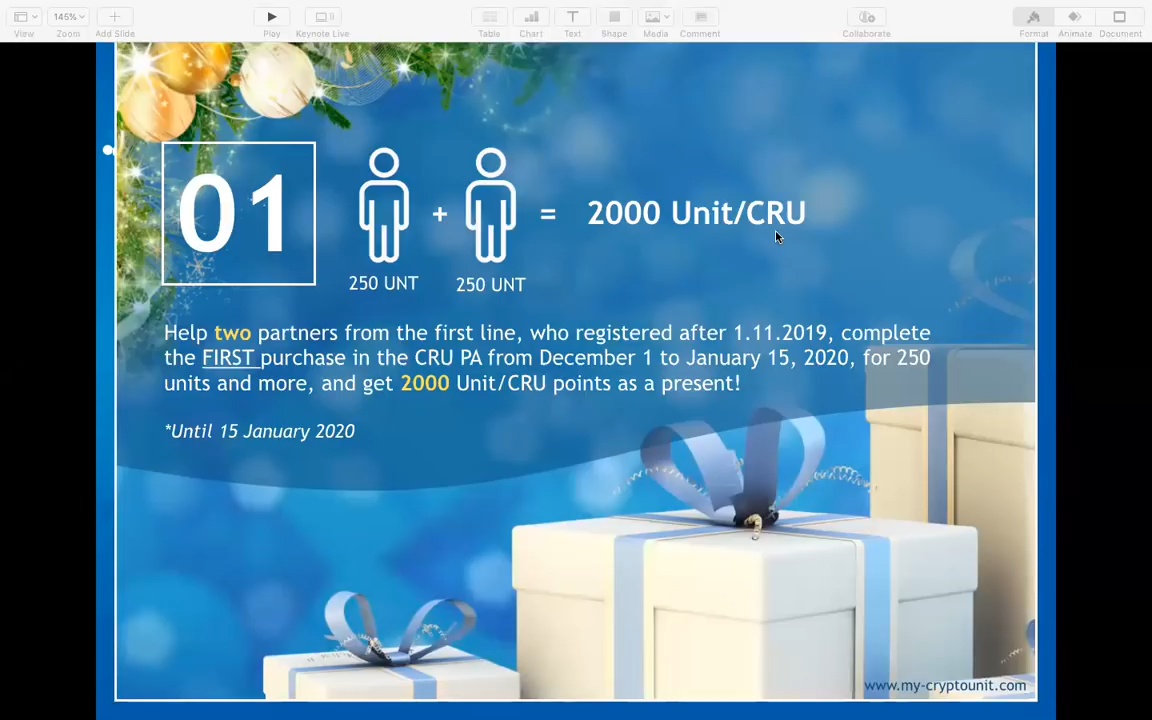 145%
View
Zoom
Add Slide
Play
Keynote Live
Table
Chart
Text
Shape
Media
Comment
Collaborate
Format
Animate
Document
01
+
=
2000 Unit/CRU
250 UNT
250 UNT
Help two partners from the first line, who registered after 1.11.2019, complete
the FIRST purchase in the CRU PA from December 1 to January 15, 2020, for 250
units and more, and get 2000 Unit/CRU points as a present!
*Until 15 January 2020
www.my-cryptounit.com